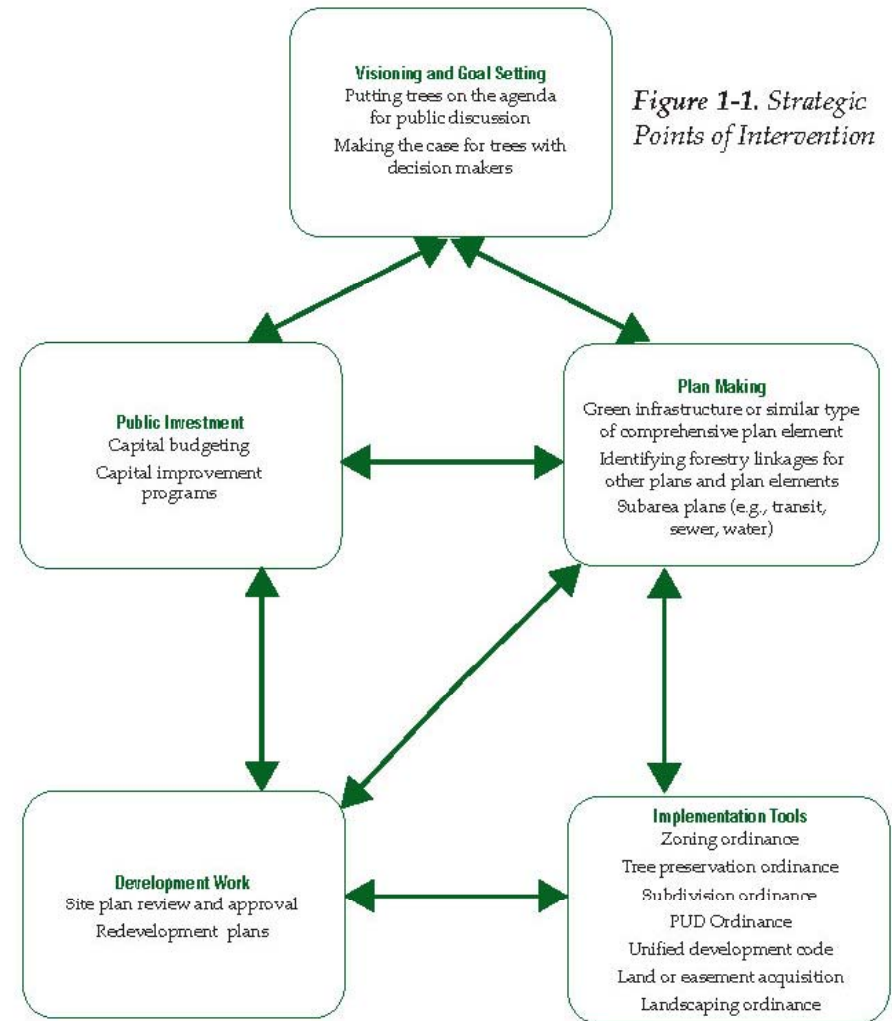 Visioning and Goal Setting
Putting trees on the agenda
for public discussion
Making the case for trees with
decision makers
Figure 1-1. Strategic
Points of Intervention
Public Investment
Capital budgeting
Capital improvement
programs
Plan Making
Green infrastructure or similar type
of comprehensive plan element
Identifying forestry linkages for
other plans and plan elements
Subarea plans (e.g., transit,
sewer, water)
Development Work
Site plan review and approval
Redevelopment plans
Implementation Tools
Zoning ordinance
Tree preservation ordinance
Subdivision ordinance
PUD Ordinance
Unified development code
Land or easement acquisition
Landscaping ordinance